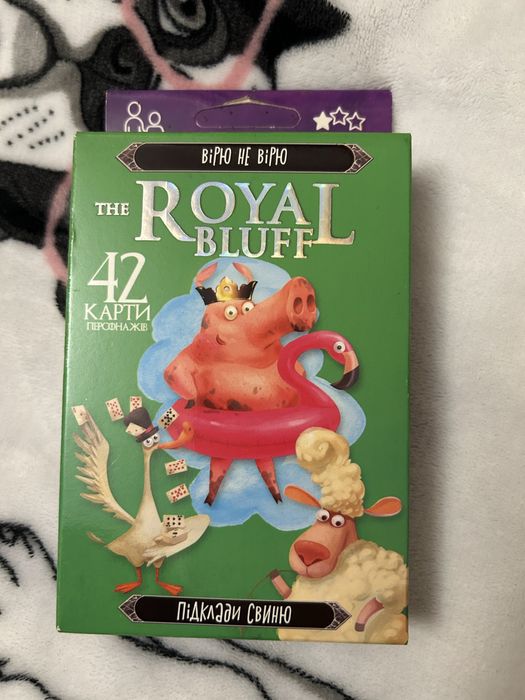 ВІРЮ НЕ ВІРЮ
THE ROYAL
BLUFF
42
КАРТИ
ПЕРСОНАЖІВ
ПІДКЛАДИ СВИНЮ